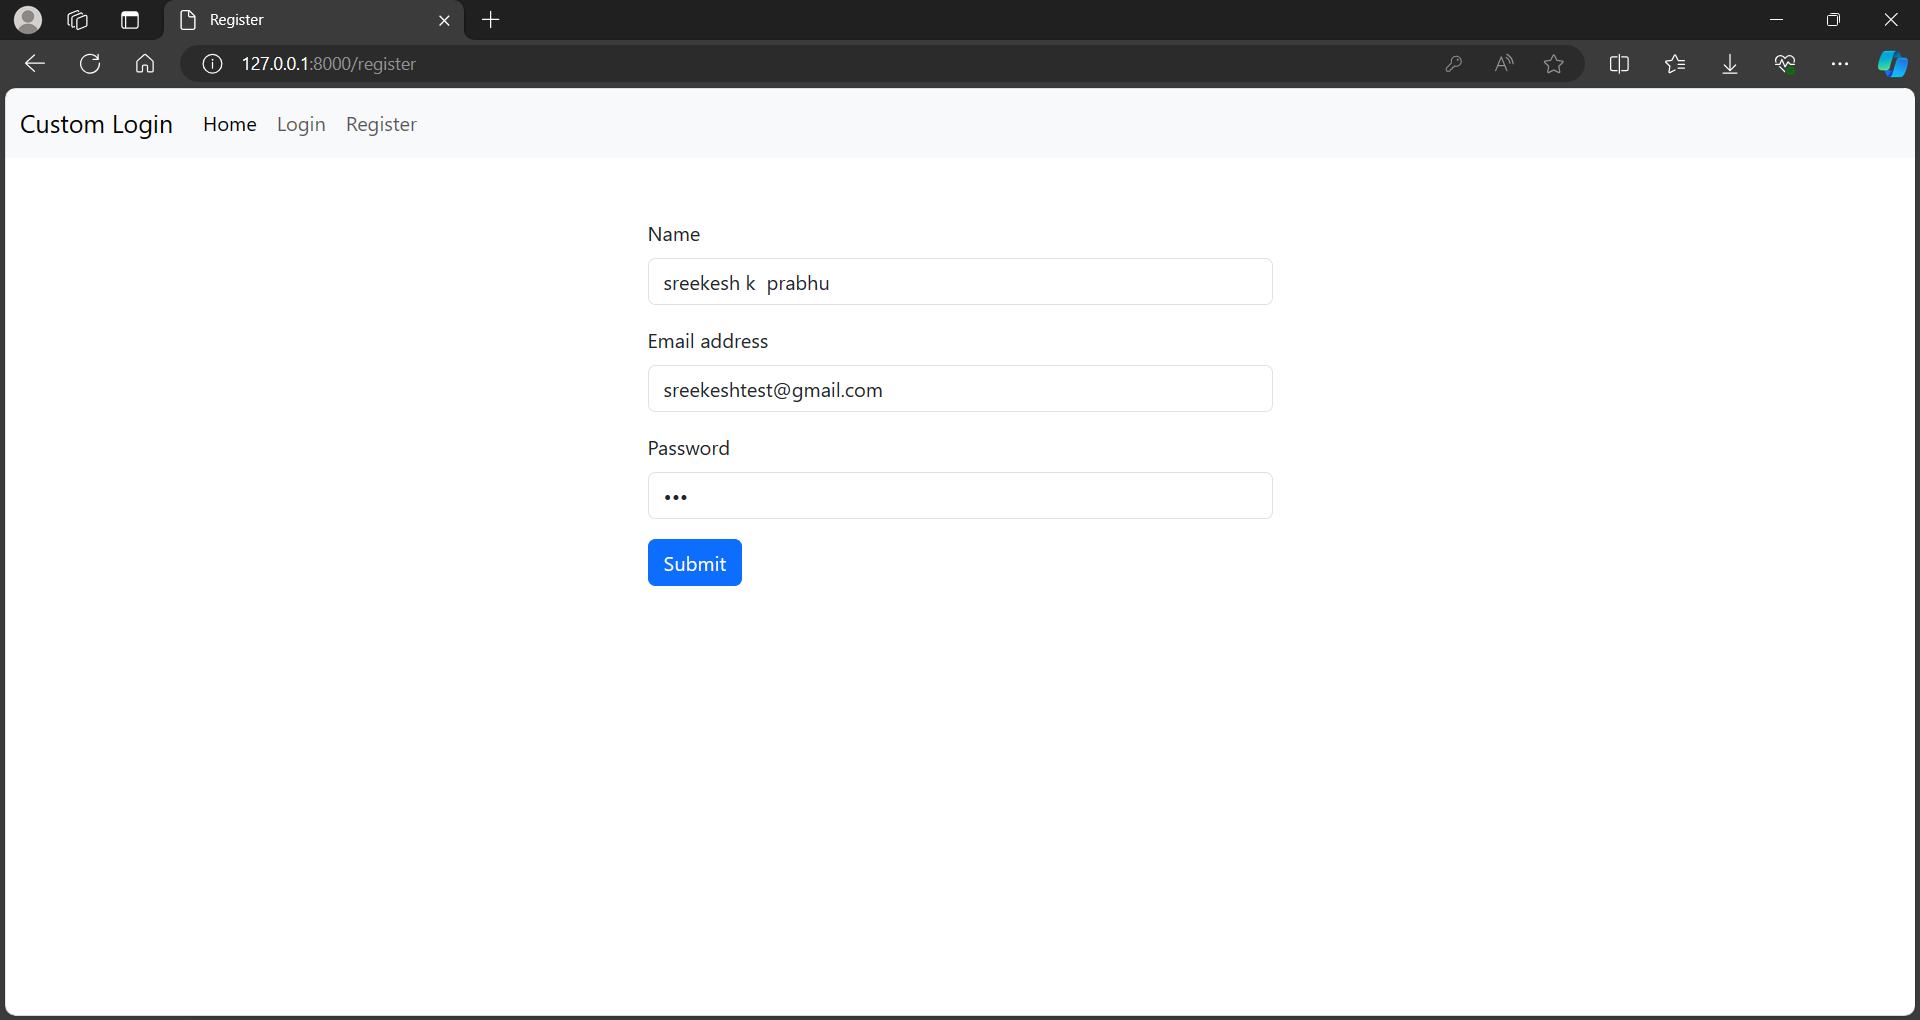 Register
127.0.0.1:8000/register
Custom Login Home Login Register
Name
sreekesh k  prabhu
Email address
sreekeshtest@gmail.com
Password
•••
Submit